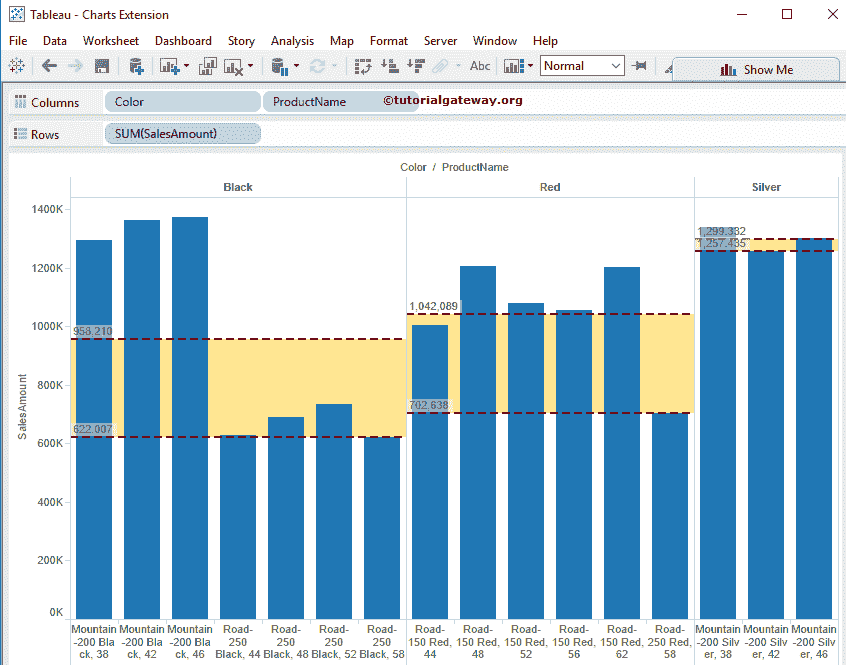 Tableau - Charts Extension
File Data Worksheet Dashboard Story Analysis Map Format Server Window Help
Abc Normal Show Me
Columns Color ProductName ©tutorialgateway.org
Rows SUM(SalesAmount)
Color / ProductName
Black Red Silver
1400K
1200K
1000K
800K
600K
400K
200K
0K
SalesAmount
958,210
622,007
1,042,089
702,638
1,299,332
1,257,435
Mountain
-200 Bla
ck, 38
Mountain
-200 Bla
ck, 42
Mountain
-200 Bla
ck, 46
Road-
250
Black, 44
Road-
250
Black, 48
Road-
250
Black, 52
Road-
250
Black, 58
Road-
150 Red,
44
Road-
150 Red,
48
Road-
150 Red,
52
Road-
150 Red,
56
Road-
150 Red,
62
Road-
250 Red,
58
Mountain
-200 Silv
er, 38
Mountain
-200 Silv
er, 42
Mountain
-200 Silv
er, 46